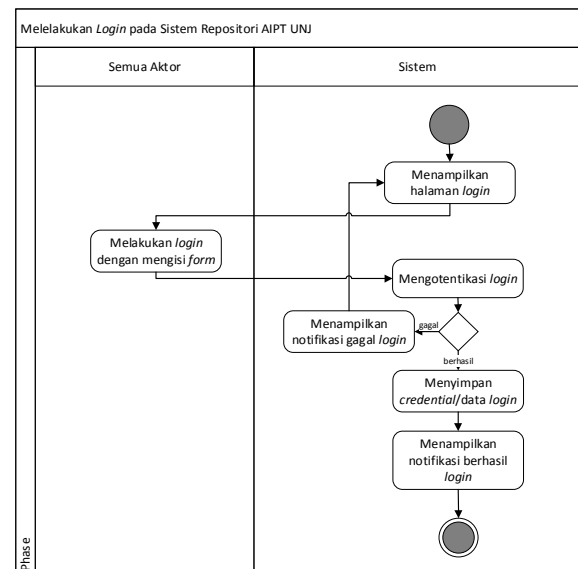 Melelakukan Login pada Sistem Repositori AIPT UNJ
Semua Aktor
Sistem
Menampilkan
halaman login
Melakukan login
dengan mengisi form
Mengotentikasi login
Menampilkan
notifikasi gagal login
gagal
berhasil
Menyimpan
credential/data login
Menampilkan
notifikasi berhasil
login
Phase